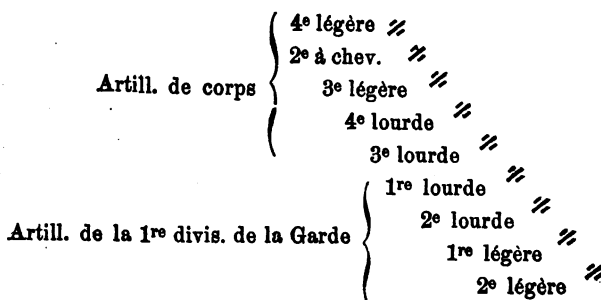 4e légère
2e à chev.
Artill. de corps
3e légère
4e lourde
3e lourde
1re lourde
Artill. de la 1re divis. de la Garde
2e lourde
1re légère
2e légère